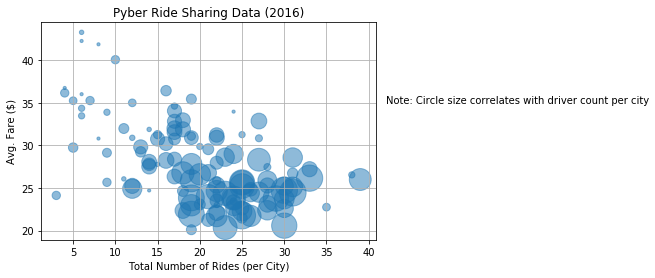 Pyber Ride Sharing Data (2016)
40
35
30
25
20
Avg. Fare ($)
Note: Circle size correlates with driver count per city
5 10 15 20 25 30 35 40
Total Number of Rides (per City)